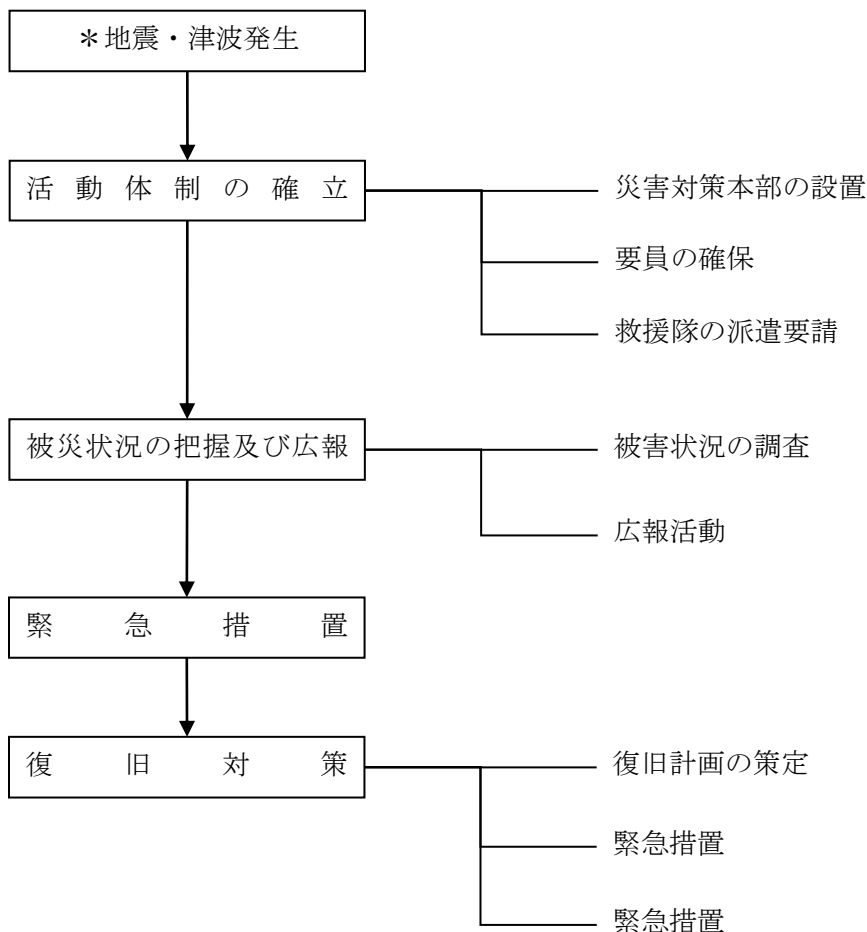 ＊地震・津波発生
活動体制の確立
災害対策本部の設置
要員の確保
救援隊の派遣要請
被災状況の把握及び広報
被害状況の調査
広報活動
緊急措置
復旧対策
復旧計画の策定
緊急措置
緊急措置